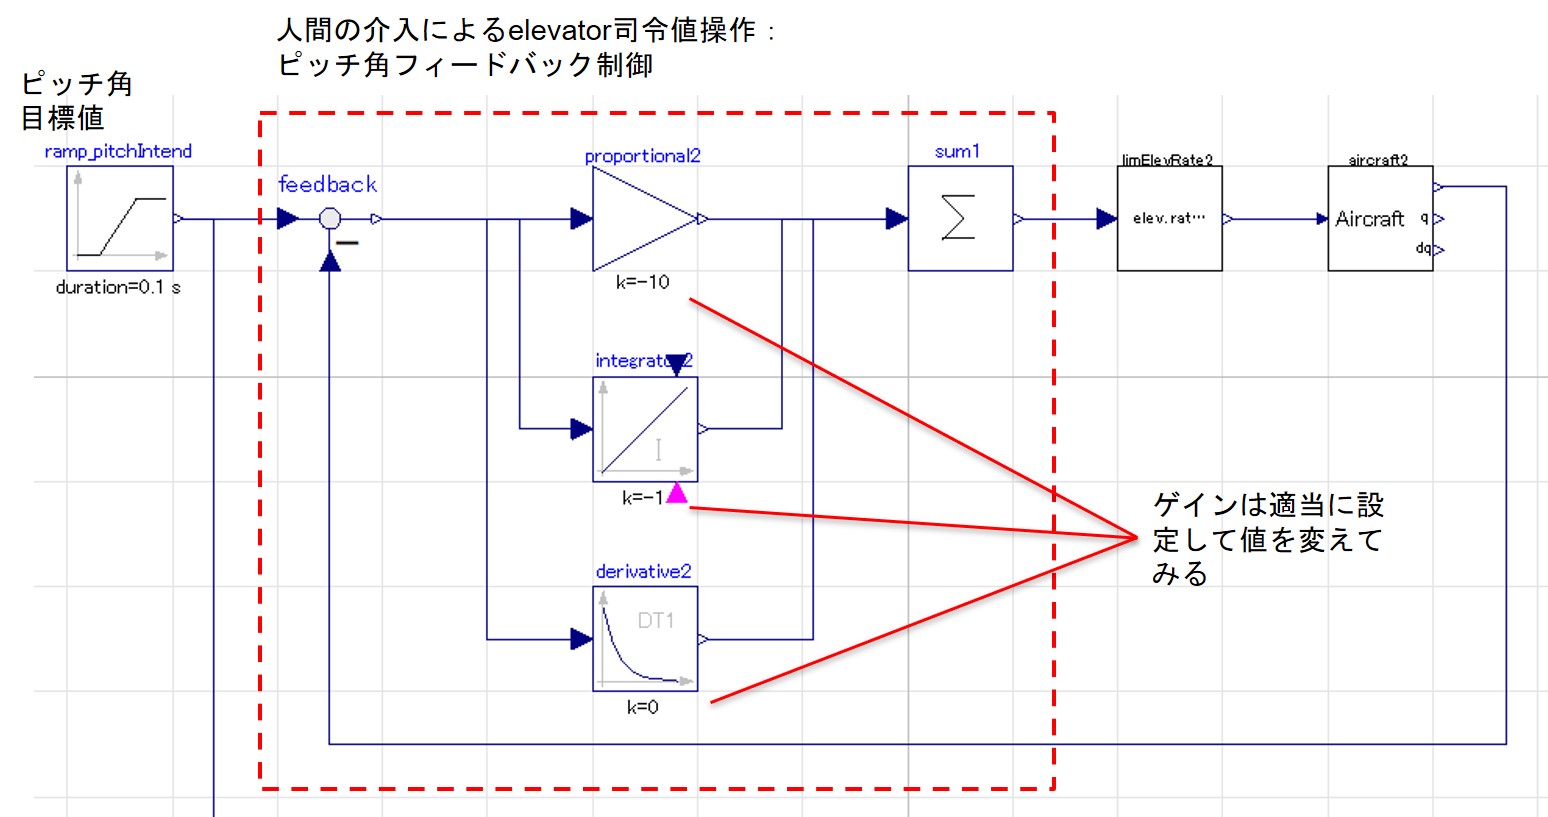 人間の介入によるelevator司令値操作：
ピッチ角フィードバック制御
ピッチ角
目標値
ramp_pitchIntend
duration=0.1 s
feedback
proportional2
k=-10
sum1
limElevRate2
elev.rat…
aircraft2
Aircraft
q
dq
I
k=-1
derivative2
DT1
k=0
ゲインは適当に設
定して値を変えて
みる